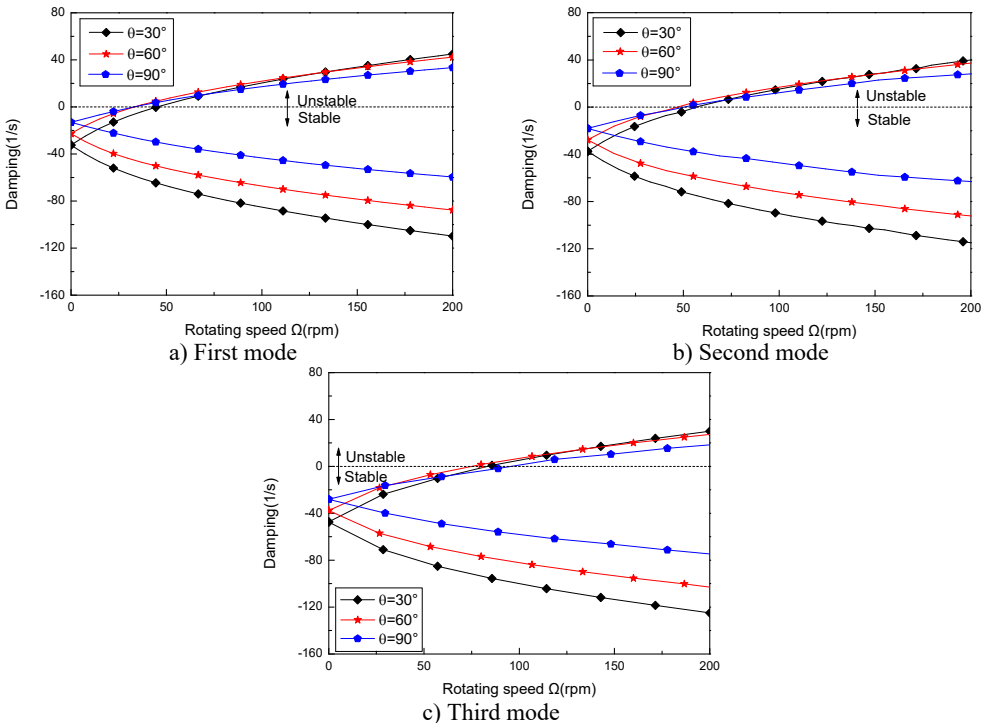 80
40
0
-40
-80
-120
-160
0
50
100
150
200
Damping(1/s)
Rotating speed Ω(rpm)
θ=30°
θ=60°
θ=90°
Unstable
Stable
a) First mode
80
40
0
-40
-80
-120
-160
0
50
100
150
200
Damping(1/s)
Rotating speed Ω(rpm)
θ=30°
θ=60°
θ=90°
Unstable
Stable
b) Second mode
80
40
0
-40
-80
-120
-160
0
50
100
150
200
Damping(1/s)
Rotating speed Ω(rpm)
Unstable
Stable
θ=30°
θ=60°
θ=90°
c) Third mode